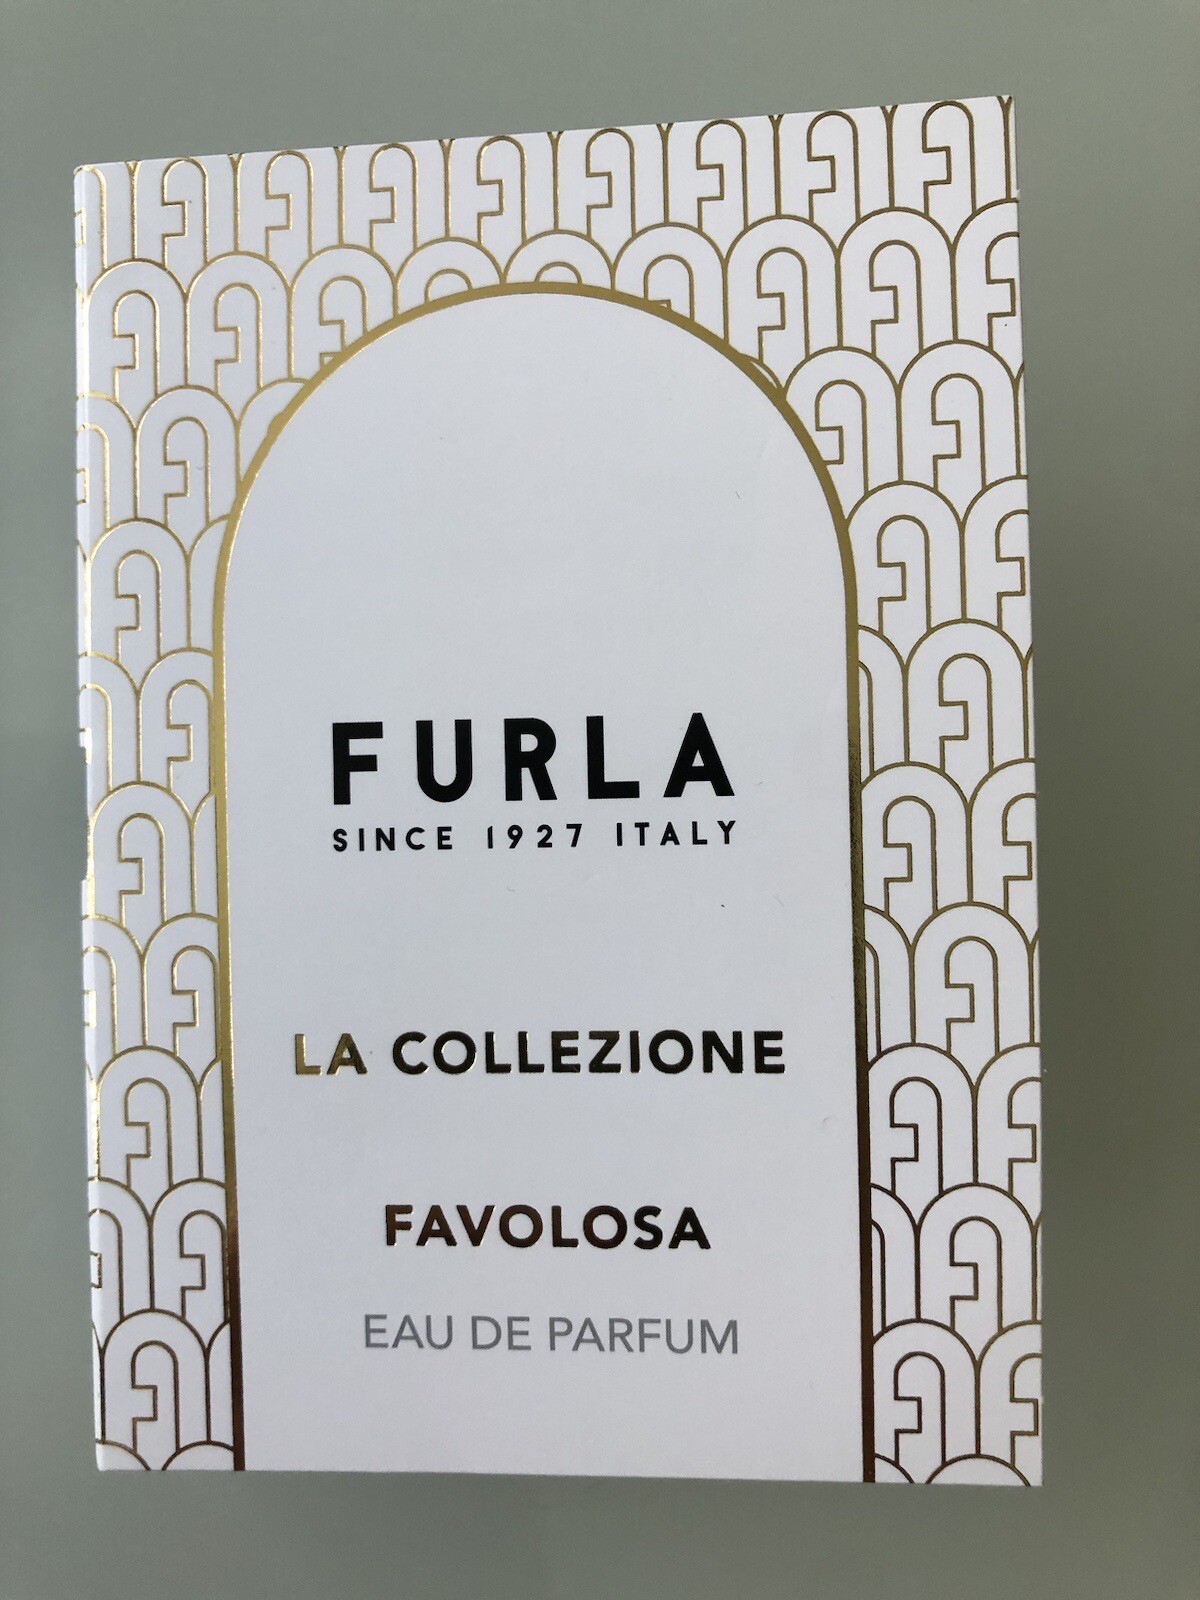 FURLA
SINCE 1927 ITALY
LA COLLEZIONE
FAVOLOSA
EAU DE PARFUM